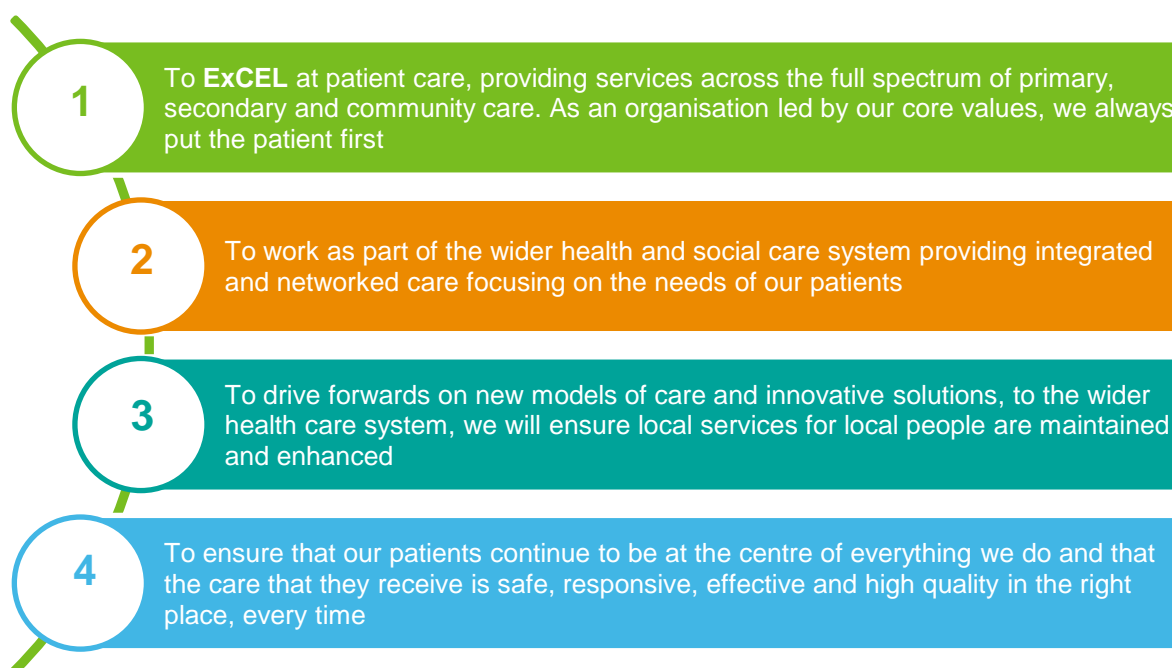 1
To ExCEL at patient care, providing services across the full spectrum of primary,
secondary and community care. As an organisation led by our core values, we always
put the patient first
2
To work as part of the wider health and social care system providing integrated
and networked care focusing on the needs of our patients
3
To drive forwards on new models of care and innovative solutions, to the wider
health care system, we will ensure local services for local people are maintained
and enhanced
4
To ensure that our patients continue to be at the centre of everything we do and that
the care that they receive is safe, responsive, effective and high quality in the right
place, every time